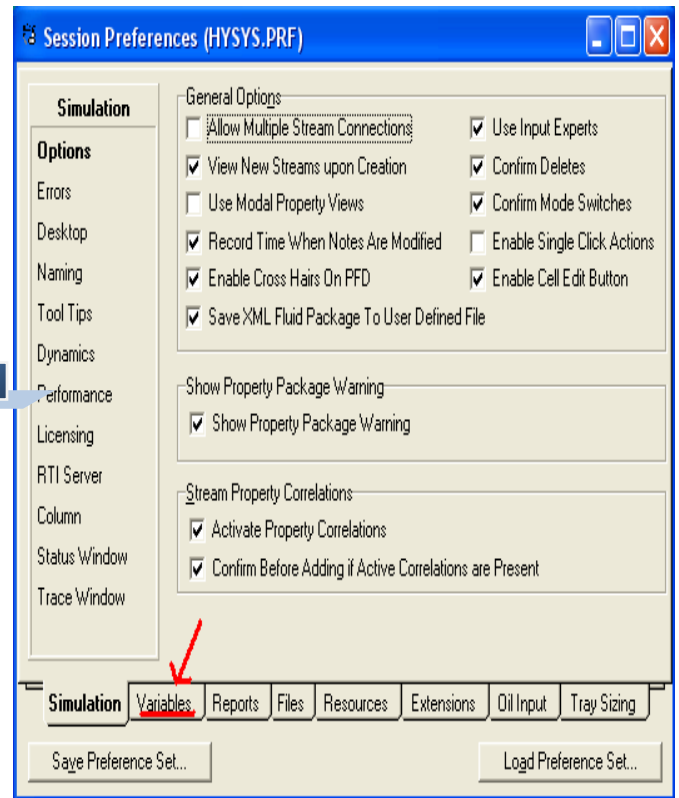 Session Preferences (HYSYS.PRF)
Simulation
Options
Errors
Desktop
Naming
Tool Tips
Dynamics
Performance
Licensing
RTI Server
Column
Status Window
Trace Window
General Options
Allow Multiple Stream Connections
View New Streams upon Creation
Use Modal Property Views
Record Time When Notes Are Modified
Enable Cross Hairs On PFD
Save XML Fluid Package To User Defined File
Use Input Experts
Confirm Deletes
Confirm Mode Switches
Enable Single Click Actions
Enable Cell Edit Button
Show Property Package Warning
Show Property Package Warning
Stream Property Correlations
Activate Property Correlations
Confirm Before Adding if Active Correlations are Present
Simulation Variables Reports Files Resources Extensions Oil Input Tray Sizing
Save Preference Set... Load Preference Set...